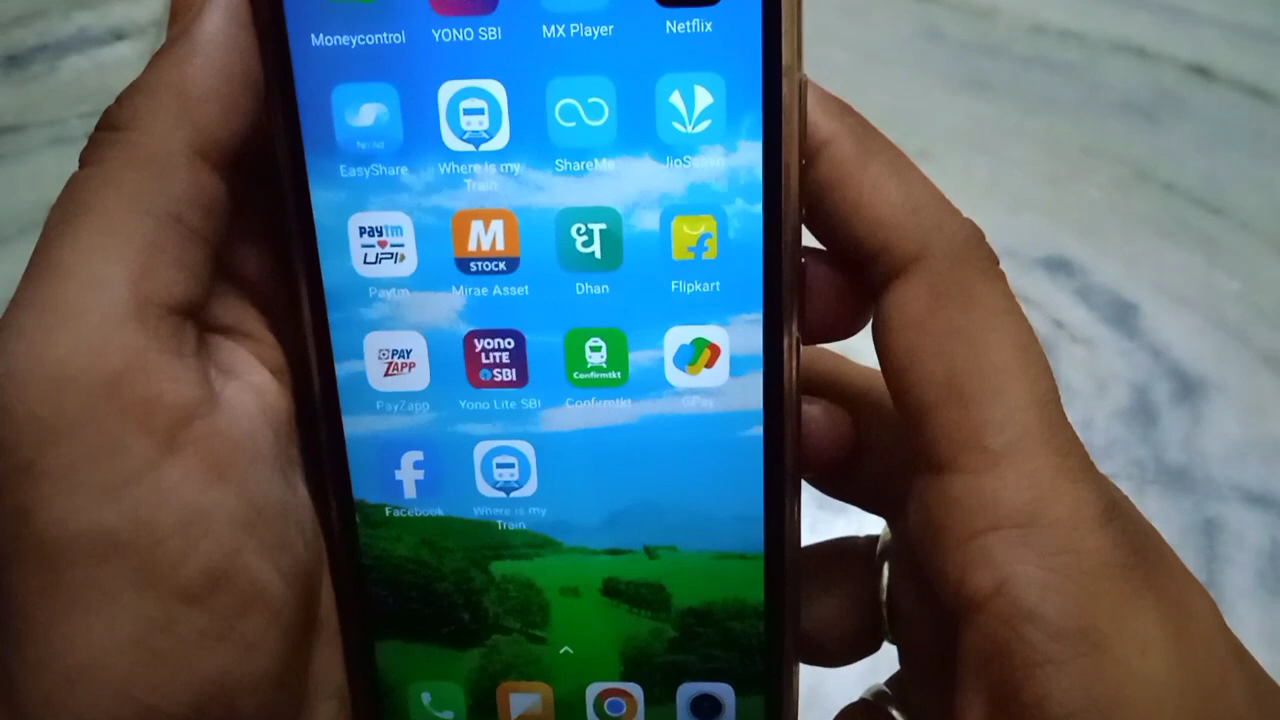 Moneycontrol YONO SBI MX Player Netflix
No Ad
EasyShare Where is my Train ShareMe JioSaavn
paytm
UPI
M
STOCK
ध
f
Paytm Mirae Asset Dhan Flipkart
PAY
ZAPP
yono
LITE
SBI
Confirmtkt
PayZapp Yono Lite SBI Confirmtkt GPay
f
Facebook Where is my
Train